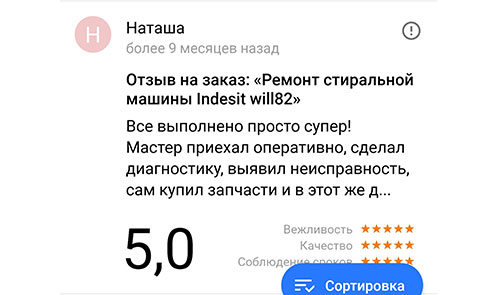 Н
Наташа
более 9 месяцев назад
Отзыв на заказ: «Ремонт стиральной
машины Indesit will82»
Все выполнено просто супер!
Мастер приехал оперативно, сделал
диагностику, выявил неисправность,
сам купил запчасти и в этот же д...
5,0
Вежливость
Качество
Соблюдение сроков
Сортировка